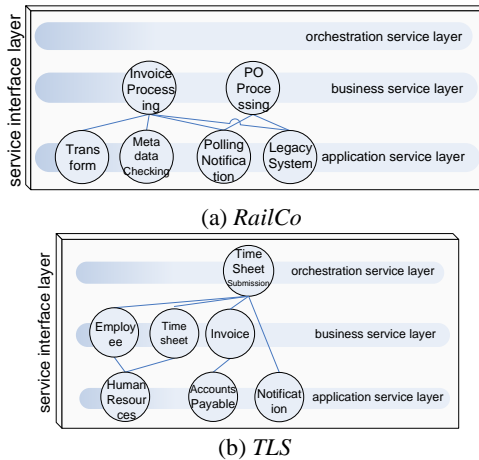 service interface layer
orchestration service layer
Invoice
Process
ing
PO
Proce
ssing
business service layer
Trans
form
Meta
data
Checking
Polling
Notifica
tion
Legacy
System
application service layer
(a) RailCo
service interface layer
Time
Sheet
Submission
orchestration service layer
Employ
ee
Time
sheet
Invoice
business service layer
Human
Resour
ces
Accounts
Payable
Notificat
ion
application service layer
(b) TLS